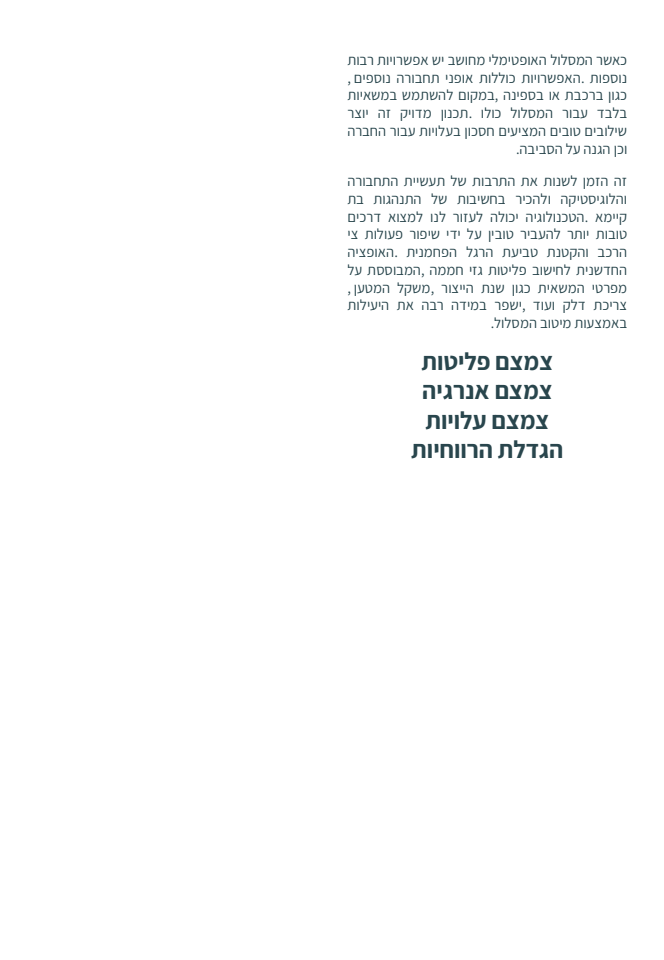 כאשר המסלול האופטימלי מחושב יש אפשרויות רבות
נוספות .האפשרויות כוללות אופני תחבורה נוספים ,
כגון ברכבת או בספינה ,במקום להשתמש במשאיות
בלבד עבור המסלול כולו .תכנון מדויק זה יוצר
שילובים טובים המציעים חסכון בעלויות עבור החברה
וכן הגנה על הסביבה.
זה הזמן לשנות את התרבות של תעשיית התחבורה
והלוגיסטיקה ולהכיר בחשיבות של התנהגות בת
קיימא .הטכנולוגיה יכולה לעזור לנו למצוא דרכים
טובות יותר להעביר טובין על ידי שיפור פעולות צי
הרכב והקטנת טביעת הרגל הפחמנית .האופציה
החדשנית לחישוב פליטות גזי חממה ,המבוססת על
מפרטי המשאית כגון שנת הייצור ,משקל המטען ,
צריכת דלק ועוד ,ישפר במידה רבה את היעילות
באמצעות מיטוב המסלול.
צמצם פליטות
צמצם אנרגיה
צמצם עלויות
הגדלת הרווחיות